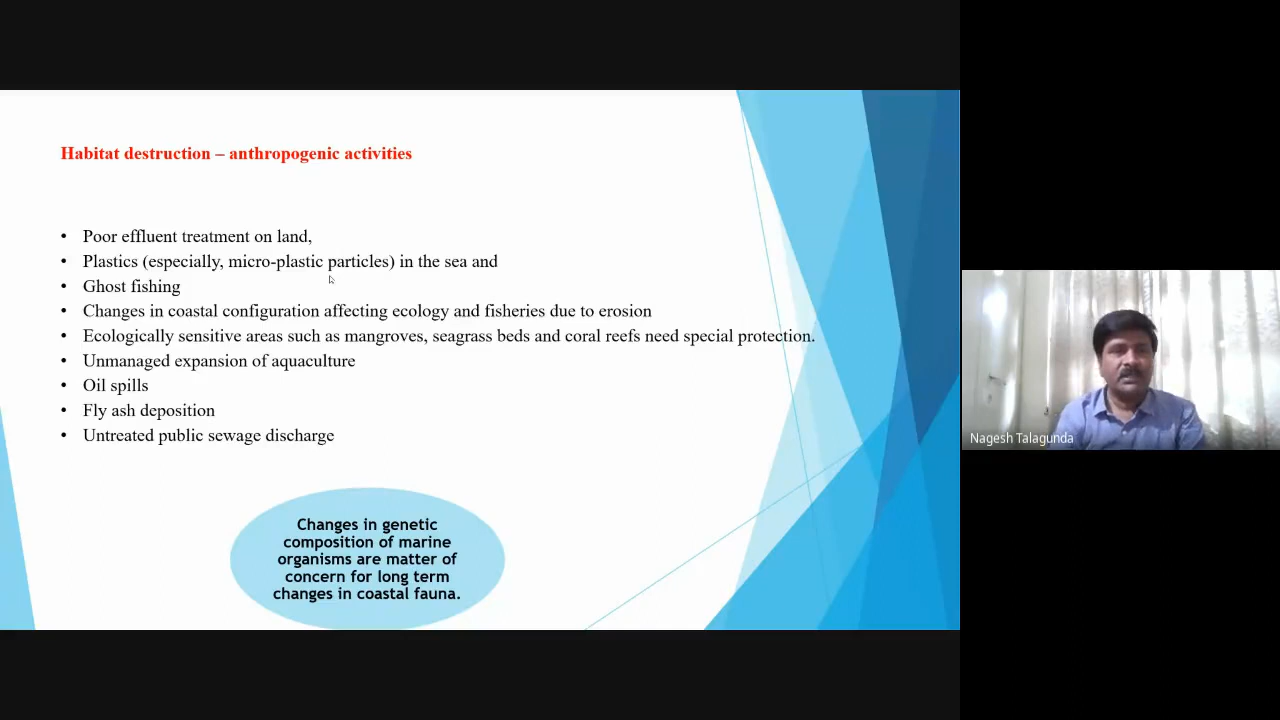 Habitat destruction – anthropogenic activities
• Poor effluent treatment on land,
• Plastics (especially, micro-plastic particles) in the sea and
• Ghost fishing
• Changes in coastal configuration affecting ecology and fisheries due to erosion
• Ecologically sensitive areas such as mangroves, seagrass beds and coral reefs need special protection.
• Unmanaged expansion of aquaculture
• Oil spills
• Fly ash deposition
• Untreated public sewage discharge
Changes in genetic
composition of marine
organisms are matter of
concern for long term
changes in coastal fauna.
Nagesh Talagunda